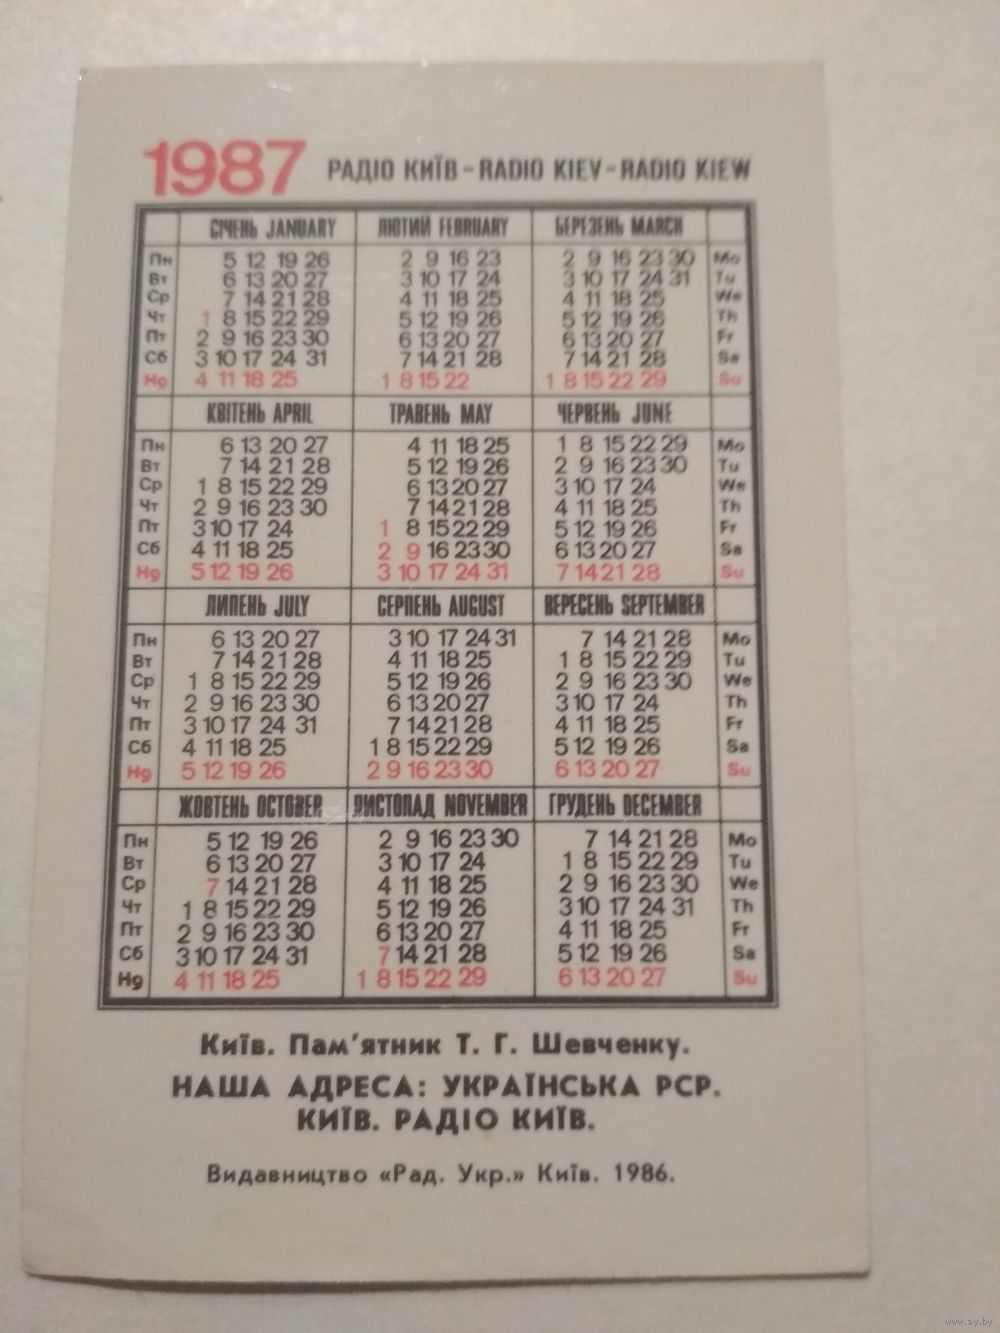 1987 РАДІО КИЇВ – RADIO KIEV – RADIO KIEW
СІЧЕНЬ JANUARY ЛЮТИЙ FEBRUARY БЕРЕЗЕНЬ MARCH
Пн 5 12 19 26 2 9 16 23 2 9 16 23 30 Mo
Вт 6 13 20 27 3 10 17 24 3 10 17 24 31 Tu
Ср 7 14 21 28 4 11 18 25 4 11 18 25 We
Чт 1 8 15 22 29 5 12 19 26 5 12 19 26 Th
Пт 2 9 16 23 30 6 13 20 27 6 13 20 27 Fr
Сб 3 10 17 24 31 7 14 21 28 7 14 21 28 Sa
Нд 4 11 18 25 1 8 15 22 1 8 15 22 29 Su
КВІТЕНЬ APRIL ТРАВЕНЬ MAY ЧЕРВЕНЬ JUNE
Пн 6 13 20 27 4 11 18 25 1 8 15 22 29 Mo
Вт 7 14 21 28 5 12 19 26 2 9 16 23 30 Tu
Ср 1 8 15 22 29 6 13 20 27 3 10 17 24 We
Чт 2 9 16 23 30 7 14 21 28 4 11 18 25 Th
Пт 3 10 17 24 1 8 15 22 29 5 12 19 26 Fr
Сб 4 11 18 25 2 9 16 23 30 6 13 20 27 Sa
Нд 5 12 19 26 3 10 17 24 31 7 14 21 28 Su
ЛИПЕНЬ JULY СЕРПЕНЬ AUGUST ВЕРЕСЕНЬ SEPTEMBER
Пн 6 13 20 27 3 10 17 24 31 7 14 21 28 Mo
Вт 7 14 21 28 4 11 18 25 1 8 15 22 29 Tu
Ср 1 8 15 22 29 5 12 19 26 2 9 16 23 30 We
Чт 2 9 16 23 30 6 13 20 27 3 10 17 24 Th
Пт 3 10 17 24 31 7 14 21 28 4 11 18 25 Fr
Сб 4 11 18 25 1 8 15 22 29 5 12 19 26 Sa
Нд 5 12 19 26 2 9 16 23 30 6 13 20 27 Su
ЖОВТЕНЬ OCTOBER ЛИСТОПАД NOVEMBER ГРУДЕНЬ DECEMBER
Пн 5 12 19 26 2 9 16 23 30 7 14 21 28 Mo
Вт 6 13 20 27 3 10 17 24 1 8 15 22 29 Tu
Ср 7 14 21 28 4 11 18 25 2 9 16 23 30 We
Чт 1 8 15 22 29 5 12 19 26 3 10 17 24 31 Th
Пт 2 9 16 23 30 6 13 20 27 4 11 18 25 Fr
Сб 3 10 17 24 31 7 14 21 28 5 12 19 26 Sa
Нд 4 11 18 25 1 8 15 22 29 6 13 20 27 Su
Київ. Пам'ятник Т. Г. Шевченку.
НАША АДРЕСА: УКРАЇНСЬКА РСР.
КИЇВ. РАДІО КИЇВ.
Видавництво «Рад. Укр.» Київ. 1986.
www.ay.by